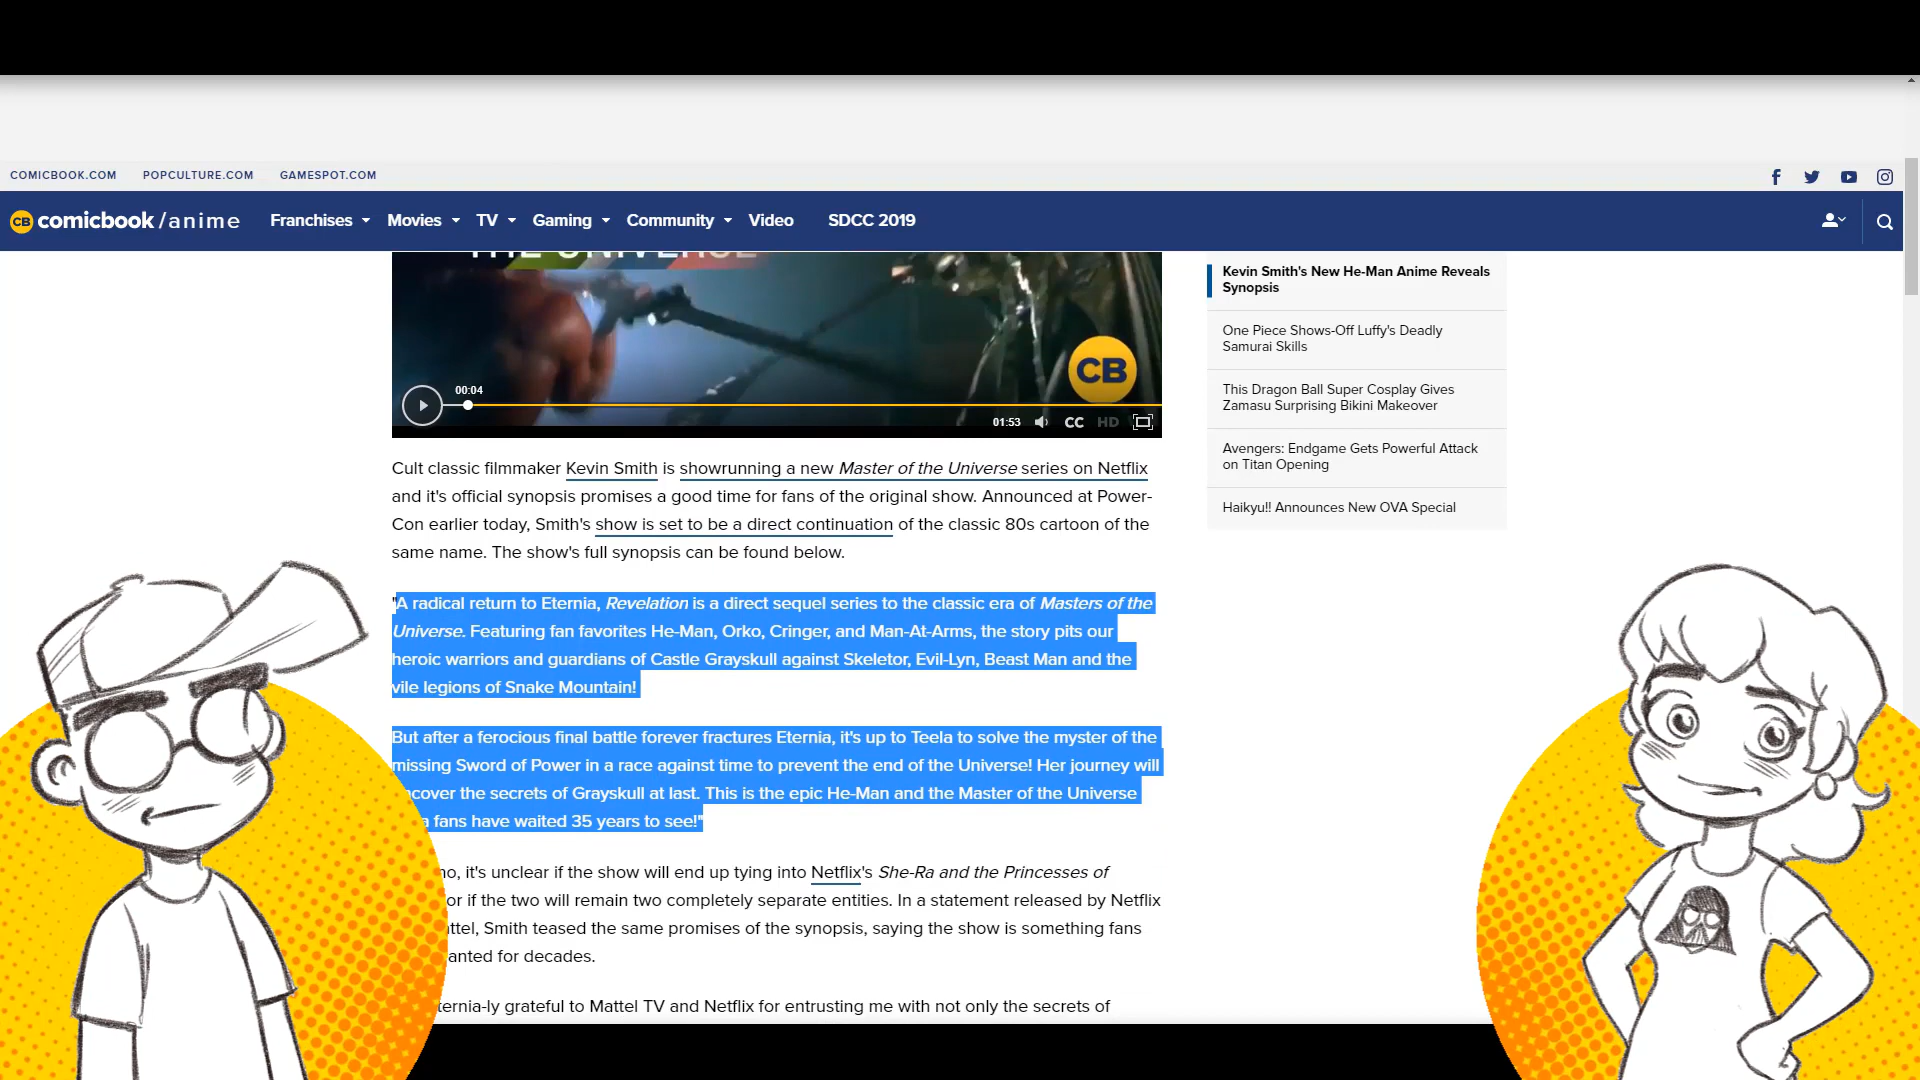 COMICBOOK.COM POPCULTURE.COM GAMESPOT.COM
CB comicbook/anime Franchises Movies TV Gaming Community Video SDCC 2019
THE UNIVERSE
CB
00:04
01:53 CC HD
Cult classic filmmaker Kevin Smith is showrunning a new Master of the Universe series on Netflix
and it's official synopsis promises a good time for fans of the original show. Announced at Power-
Con earlier today, Smith's show is set to be a direct continuation of the classic 80s cartoon of the
same name. The show's full synopsis can be found below.
"A radical return to Eternia, Revelation is a direct sequel series to the classic era of Masters of the
Universe. Featuring fan favorites He-Man, Orko, Cringer, and Man-At-Arms, the story pits our
heroic warriors and guardians of Castle Grayskull against Skeletor, Evil-Lyn, Beast Man and the
vile legions of Snake Mountain!
But after a ferocious final battle forever fractures Eternia, it's up to Teela to solve the myster of the
missing Sword of Power in a race against time to prevent the end of the Universe! Her journey will
ncover the secrets of Grayskull at last. This is the epic He-Man and the Master of the Universe
a fans have waited 35 years to see!"
no, it's unclear if the show will end up tying into Netflix's She-Ra and the Princesses of
or if the two will remain two completely separate entities. In a statement released by Netflix
ttel, Smith teased the same promises of the synopsis, saying the show is something fans
anted for decades.
ternia-ly grateful to Mattel TV and Netflix for entrusting me with not only the secrets of
Kevin Smith's New He-Man Anime Reveals
Synopsis
One Piece Shows-Off Luffy's Deadly
Samurai Skills
This Dragon Ball Super Cosplay Gives
Zamasu Surprising Bikini Makeover
Avengers: Endgame Gets Powerful Attack
on Titan Opening
Haikyu!! Announces New OVA Special